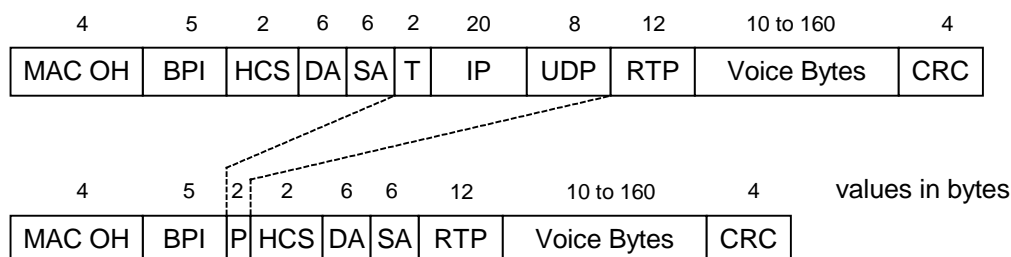 4 5 2 6 6 2 20 8 12 10 to 160 4
MAC OH BPI HCS DA SA T IP UDP RTP Voice Bytes CRC
4 5 2 2 6 6 12 10 to 160 4 values in bytes
MAC OH BPI P HCS DA SA RTP Voice Bytes CRC